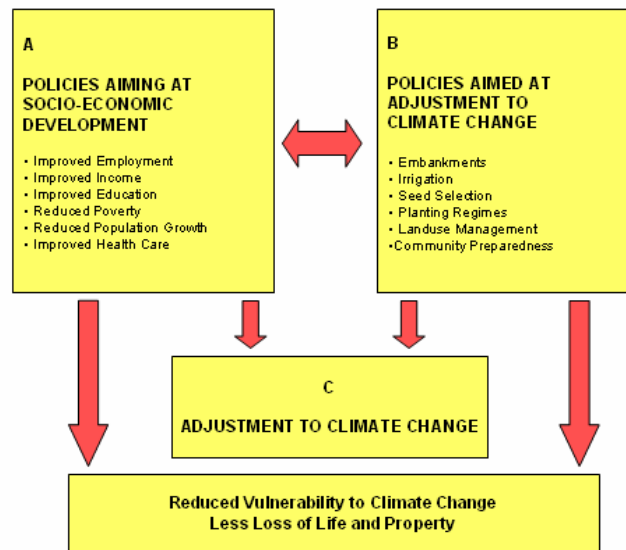 A
POLICIES AIMING AT
SOCIO-ECONOMIC
DEVELOPMENT
• Improved Employment
• Improved Income
• Improved Education
• Reduced Poverty
• Reduced Population Growth
• Improved Health Care
B
POLICIES AIMED AT
ADJUSTMENT TO
CLIMATE CHANGE
• Embankments
• Irrigation
• Seed Selection
• Planting Regimes
• Landuse Management
•Community Preparedness
C
ADJUSTMENT TO CLIMATE CHANGE
Reduced Vulnerability to Climate Change
Less Loss of Life and Property